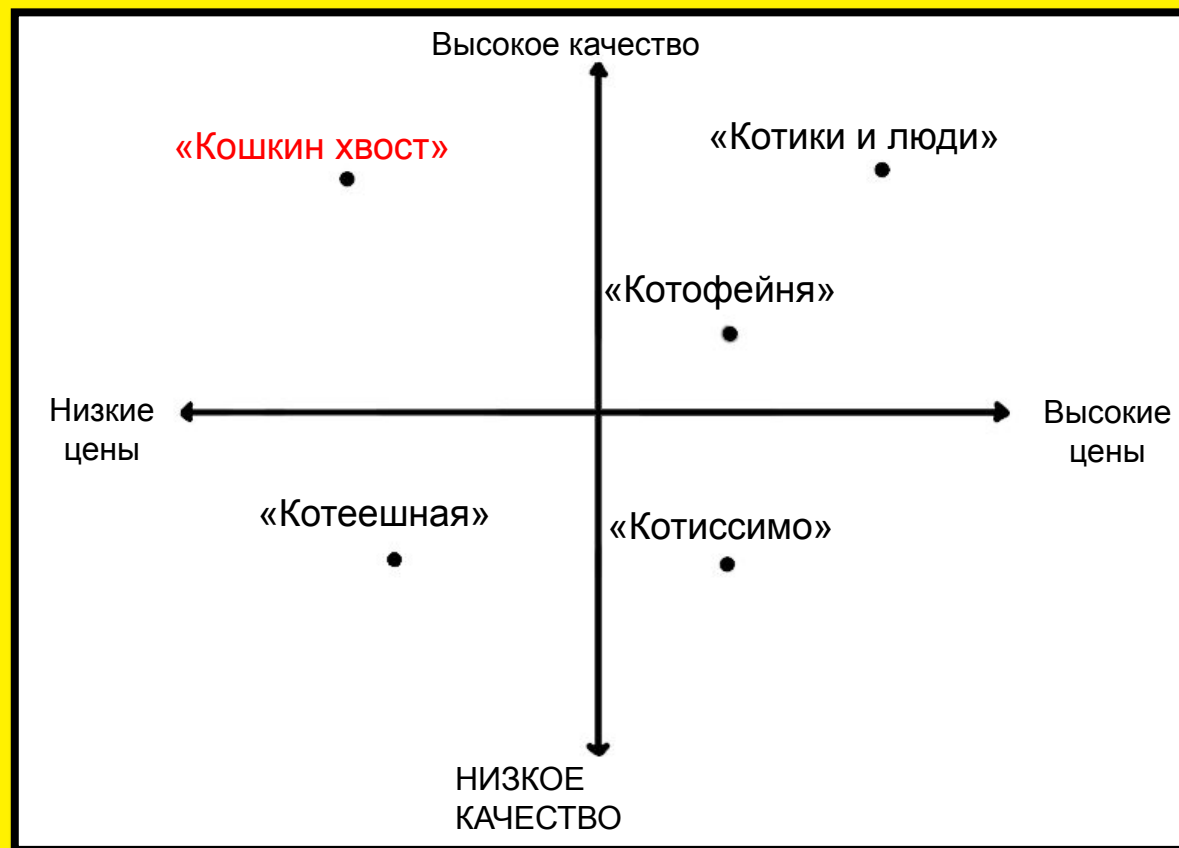 Высокое качество
«Кошкин хвост»
«Котики и люди»
«Котофейня»
Низкие
цены
Высокие
цены
«Котеешная»
«Котиссимо»
НИЗКОЕ
КАЧЕСТВО